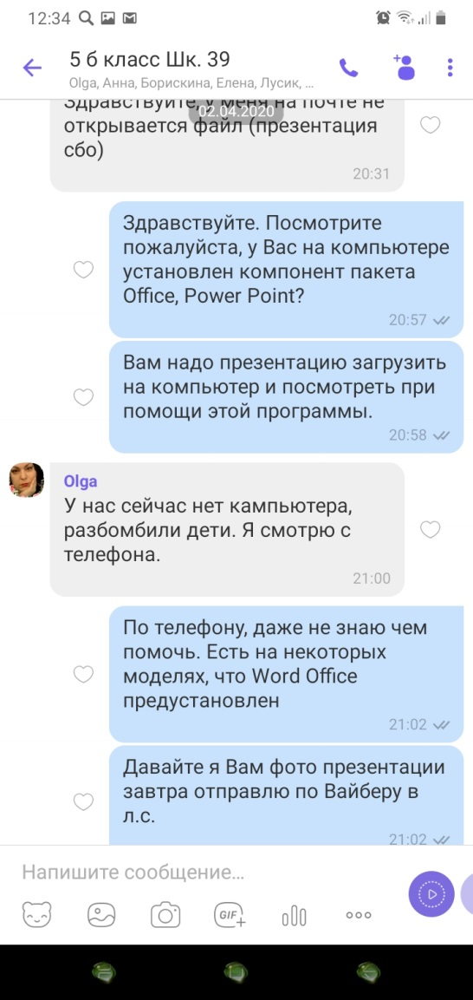 12:34
5 б класс Шк. 39
Olga, Анна, Борискина, Елена, Лусик, ...
02.04.2020
Здравствуйте, у меня на почте не
открывается файл (презентация
сбо)
20:31
Здравствуйте. Посмотрите
пожалуйста, у Вас на компьютере
установлен компонент пакета
Office, Power Point?
20:57
Вам надо презентацию загрузить
на компьютер и посмотреть при
помощи этой программы.
20:58
Olga
У нас сейчас нет кампьютера,
разбомбили дети. Я смотрю с
телефона.
21:00
По телефону, даже не знаю чем
помочь. Есть на некоторых
моделях, что Word Office
предустановлен
21:02
Давайте я Вам фото презентации
завтра отправлю по Вайберу в
л.с.
21:02
Напишите сообщение...
GIF